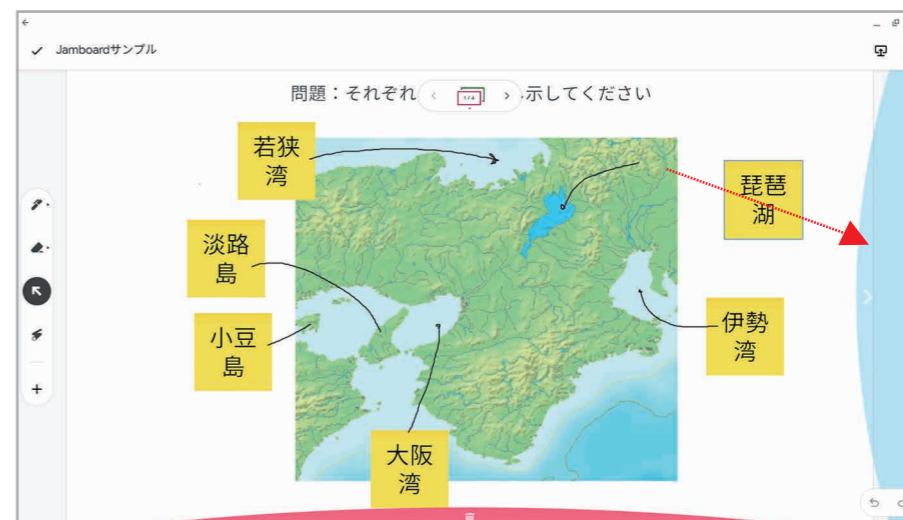 Jamboardサンプル
問題：それぞれ
示してください
1/4
若狭
湾
琵琶
湖
淡路
島
小豆
島
伊勢
湾
大阪
湾